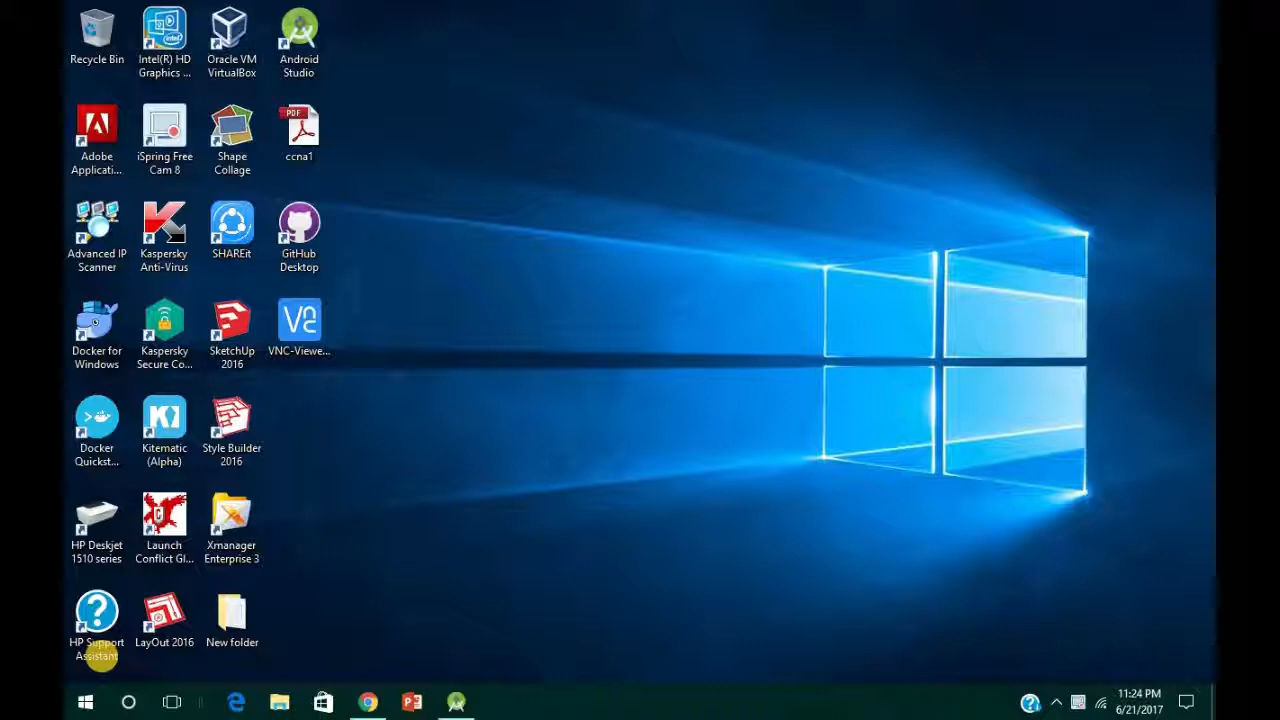 Recycle Bin
Intel(R) HD
Graphics ...
Oracle VM
VirtualBox
Android
Studio
Adobe
Applicati...
iSpring Free
Cam 8
Shape
Collage
PDF
ccna1
Advanced IP
Scanner
Kaspersky
Anti-Virus
SHAREit
GitHub
Desktop
Docker for
Windows
Kaspersky
Secure Co...
SketchUp
2016
VNC-Viewe...
Docker
Quickst...
Kitematic
(Alpha)
Style Builder
2016
HP Deskjet
1510 series
Launch
Conflict Gl...
Xmanager
Enterprise 3
HP Support
Assistant
LayOut 2016
New folder
11:24 PM
6/21/2017